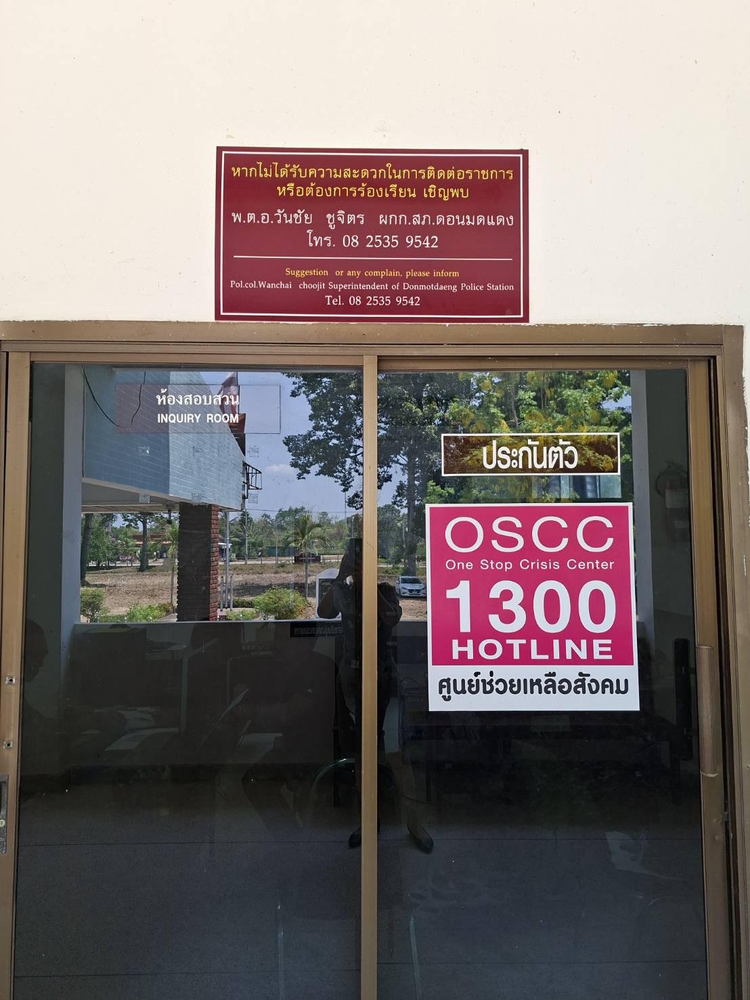 หากไม่ได้รับความสะดวกในการติดต่อราชการ
หรือต้องการร้องเรียน เชิญพบ
พ.ต.อ.วันชัย ชูจิตร ผกก.สภ.ดอนมดแดง
โทร. 08 2535 9542
Suggestion or any complain, please inform
Pol.col.Wanchai choojit Superintendent of Donmotdaeng Police Station
Tel. 08 2535 9542
ห้องสอบสวน
INQUIRY ROOM
ประกันตัว
OSCC
One Stop Crisis Center
1300
HOTLINE
ศูนย์ช่วยเหลือสังคม